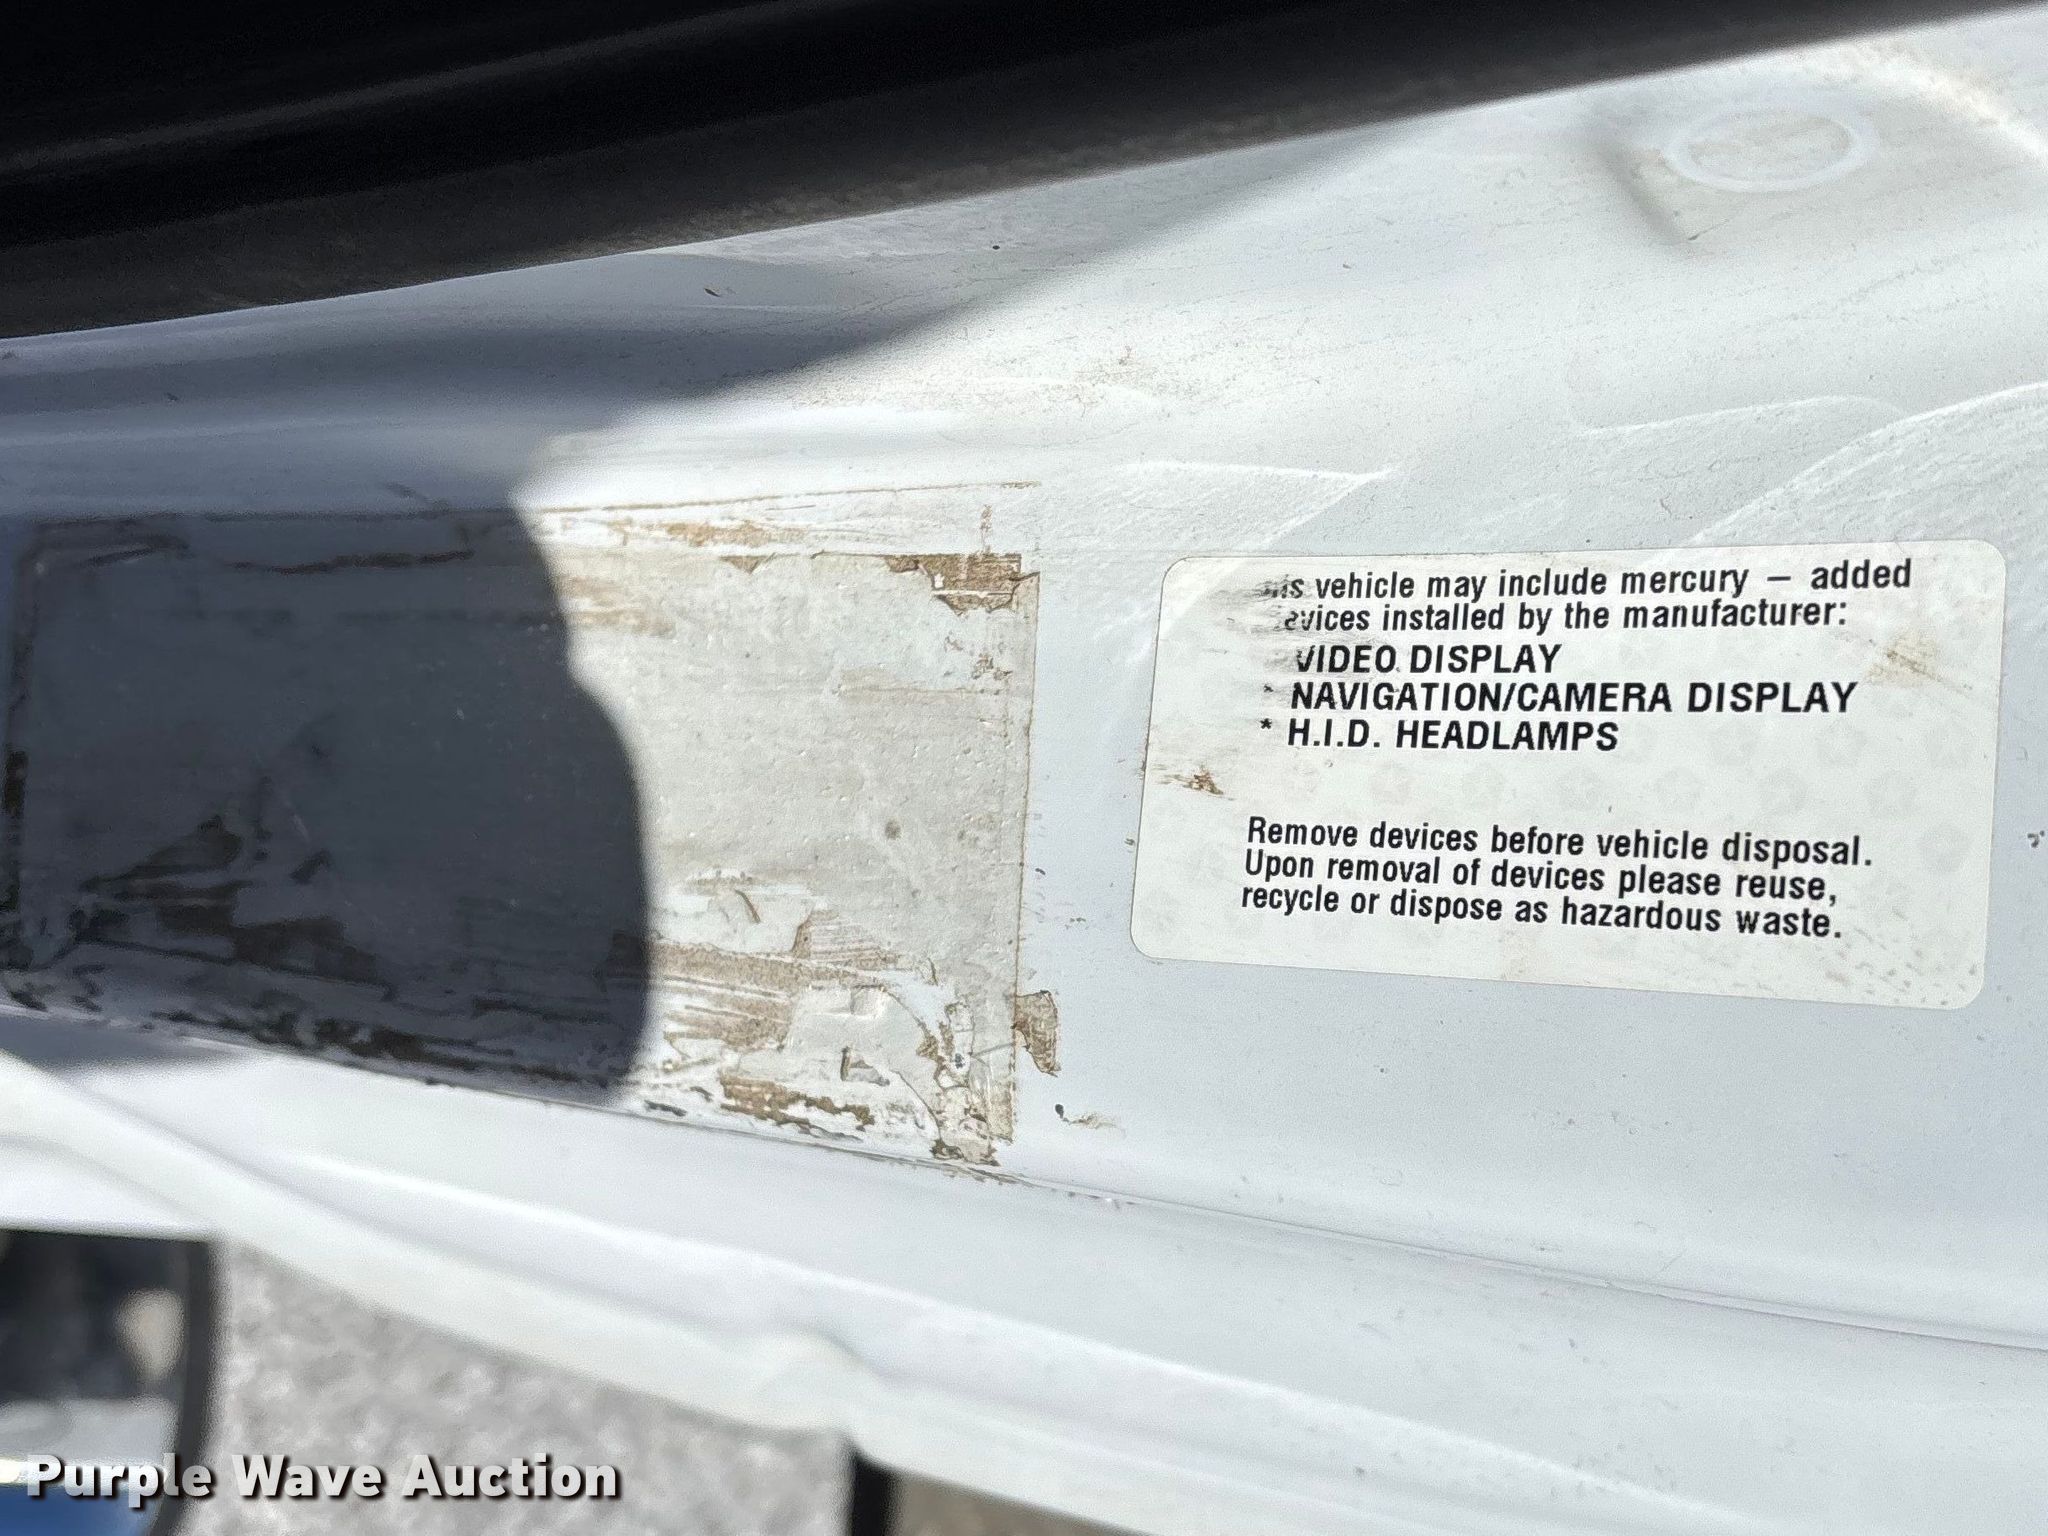 vehicle may include mercury – added
installed by the manufacturer:
VIDEO DISPLAY
* NAVIGATION/CAMERA DISPLAY
* H.I.D. HEADLAMPS
Remove devices before vehicle disposal.
Upon removal of devices please reuse,
recycle or dispose as hazardous waste.
Purple Wave Auction